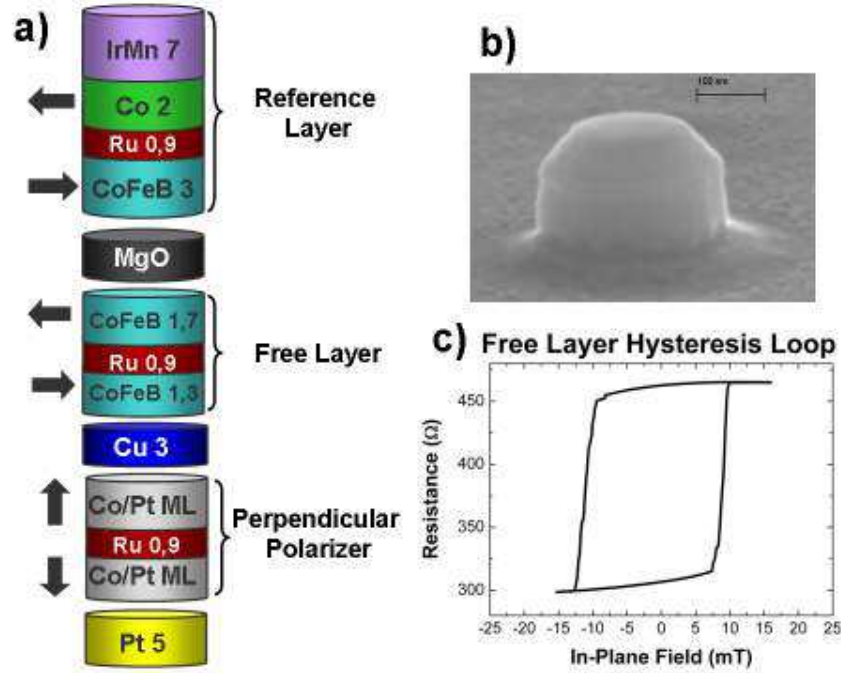 a)
IrMn 7
Co 2
Ru 0,9
CoFeB 3
Reference
Layer
MgO
CoFeB 1,7
Ru 0,9
CoFeB 1,3
Free Layer
Cu 3
Co/Pt ML
Ru 0,9
Co/Pt ML
Perpendicular
Polarizer
Pt 5
b)
100 nm
c) Free Layer Hysteresis Loop
Resistance (Ω)
450
400
350
300
-25 -20 -15 -10 -5 0 5 10 15 20 25
In-Plane Field (mT)